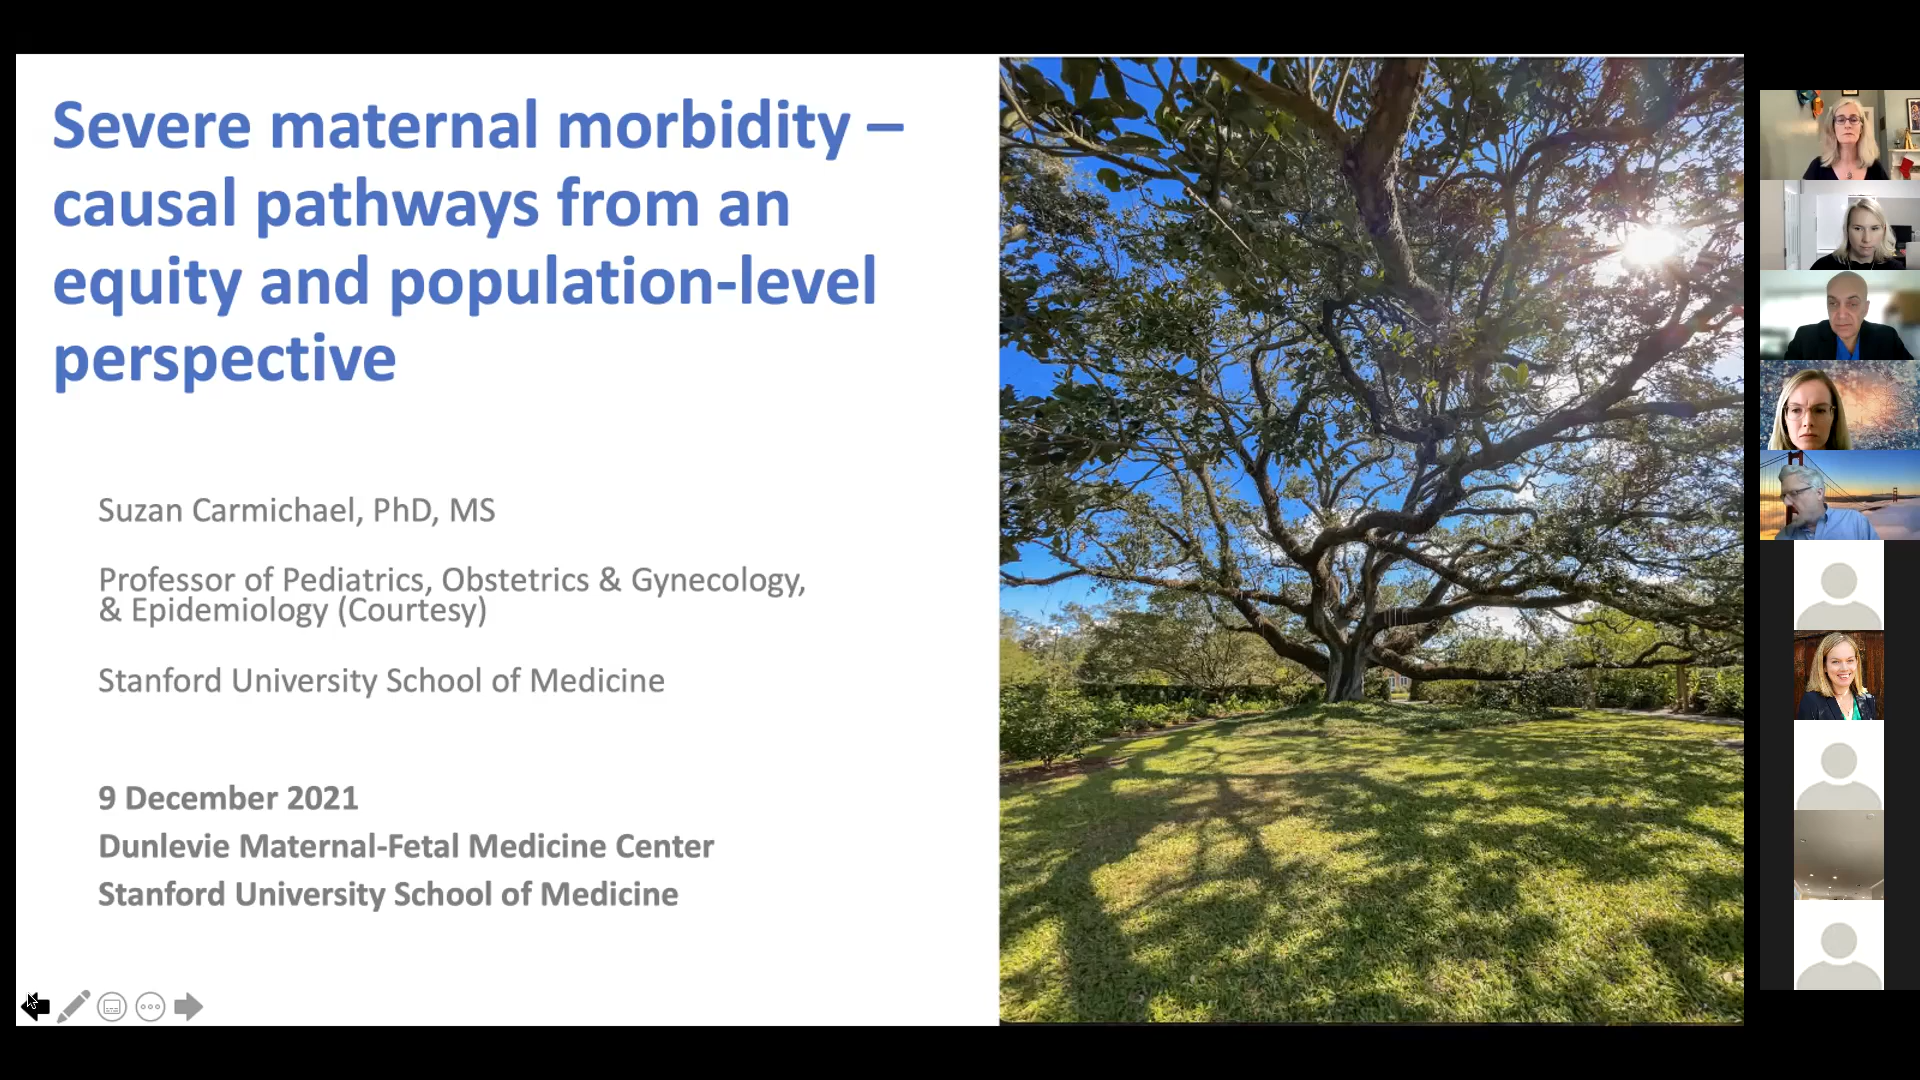 Severe maternal morbidity –
causal pathways from an
equity and population-level
perspective
Suzan Carmichael, PhD, MS
Professor of Pediatrics, Obstetrics & Gynecology,
& Epidemiology (Courtesy)
Stanford University School of Medicine
9 December 2021
Dunlevie Maternal-Fetal Medicine Center
Stanford University School of Medicine